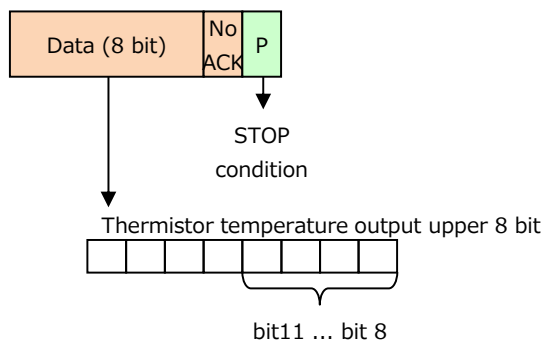 Data (8 bit)
No
ACK
P
STOP
condition
Thermistor temperature output upper 8 bit
bit11 ... bit 8